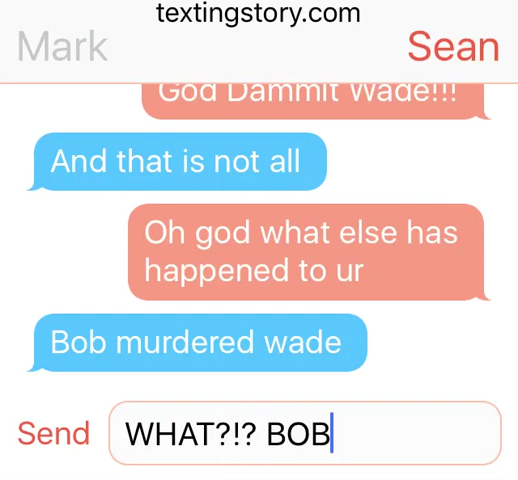 textingstory.com
Mark
Sean
God Dammit Wade!!!
And that is not all
Oh god what else has
happened to ur
Bob murdered wade
Send
WHAT?!? BOB